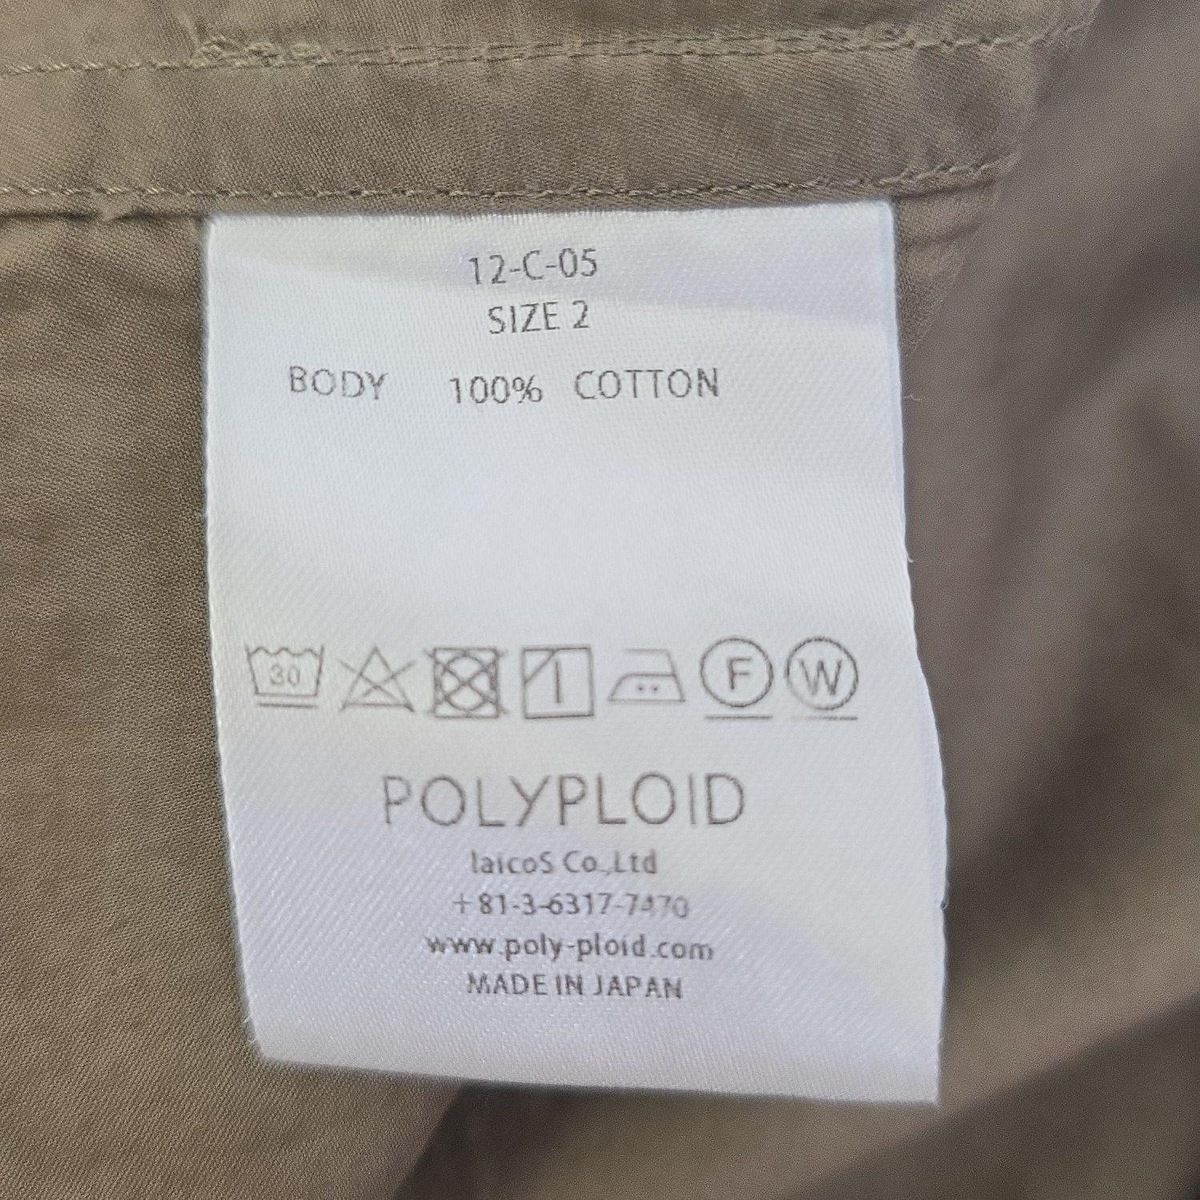 12-C-05
SIZE 2
BODY 100% COTTON
30 F W
POLYPLOID
laicoS Co.,Ltd
+81-3-6317-7470
www.poly-ploid.com
MADE IN JAPAN